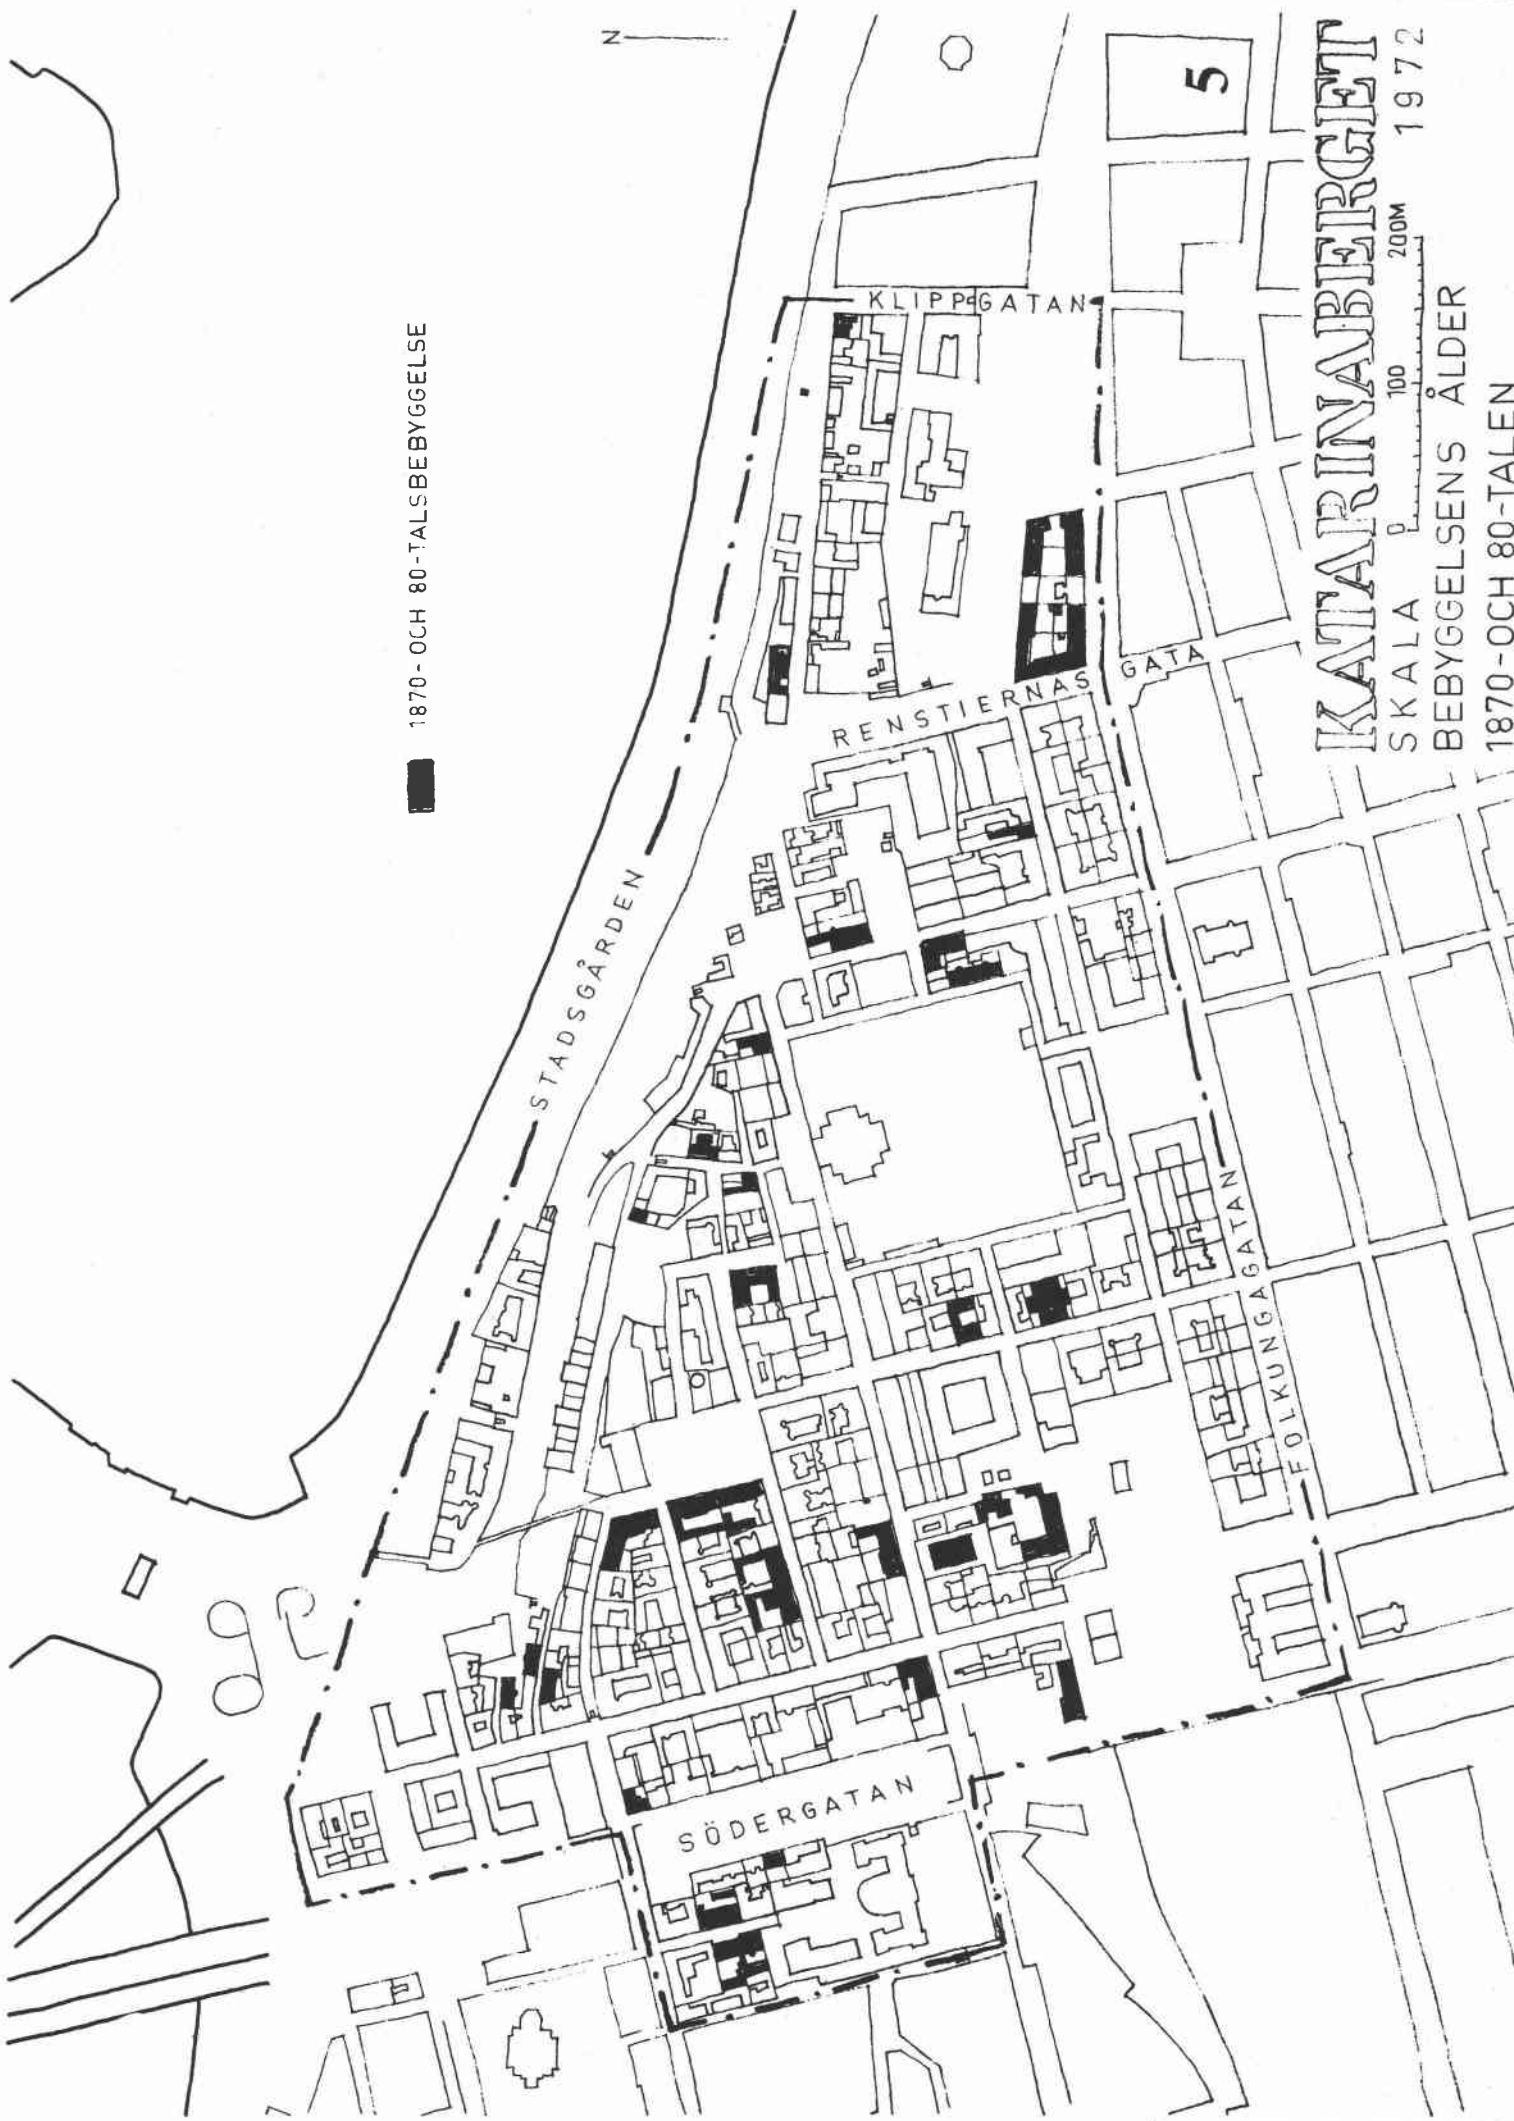 N
1870-OCH 80-TALSBEBYGGELSE
STADSGÅRDEN
KLIPPGATAN
RENSTIERNAS GATA
FOLKUNGAGATAN
SÖDERGATAN
5
KATARINABERGET
SKALA 0 100 200M 1972
BEBYGGELSENS ÅLDER
1870-OCH 80-TALEN